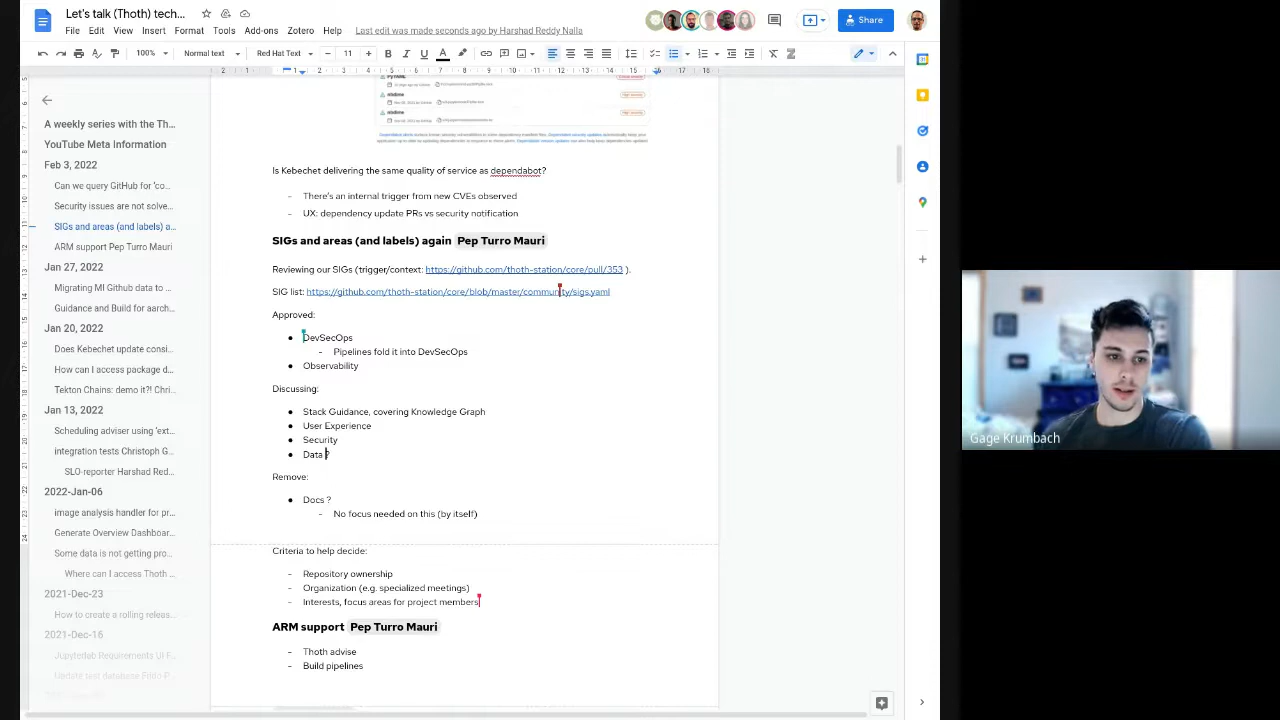 Let's talk (Thoth) tech...
File Edit View Insert Format Tools Add-ons Zotero Help
Last edit was made seconds ago by Harshad Reddy Nalla
Share
100%
Normal text
Red Hat Text
11
A weekly series with the Th...
YouTube Meta Information
Feb 3, 2022
Can we query GitHub for 'co...
Security issues are not solve...
SIGs and areas (and labels) a...
ARM support Pep Turro Mauri
Jan 27, 2022
Migrating MI Github data to ...
Guidance and Build for aarch...
Jan 20, 2022
Does Kebechet update consi...
How can't access package d...
Tekton Chains: demo it?! Chri...
Jan 13, 2022
Scheduling adviser using 'ext...
Integration tests Christoph G...
SLO-reporter Harshad Red...
2022-Jan-06
image analysis handler for pr...
Generate Overview Dashboar...
Some data is not getting pro...
Where can I access Thoth ...
2021-Dec-23
How to create a rolling relea...
2021-Dec-16
Jupyterlab Requirements UI F...
Update test database Fridolín P...
Is Kebechet delivering the same quality of service as dependabot?
- There's an internal trigger from new CVEs observed
- UX: dependency update PRs vs security notification
SIGs and areas (and labels) again Pep Turro Mauri
Reviewing our SIGs (trigger/context: https://github.com/thoth-station/core/pull/353 ).
SIG list: https://github.com/thoth-station/core/blob/master/community/sigs.yaml
Approved:
● DevSecOps
- Pipelines fold it into DevSecOps
● Observability
Discussing:
● Stack Guidance, covering Knowledge Graph
● User Experience
● Security
● Data ?
Remove:
● Docs ?
- No focus needed on this (by itself)
Criteria to help decide:
- Repository ownership
- Organization (e.g. specialized meetings)
- Interests, focus areas for project members
ARM support Pep Turro Mauri
- Thoth advise
- Build pipelines
Gage Krumbach